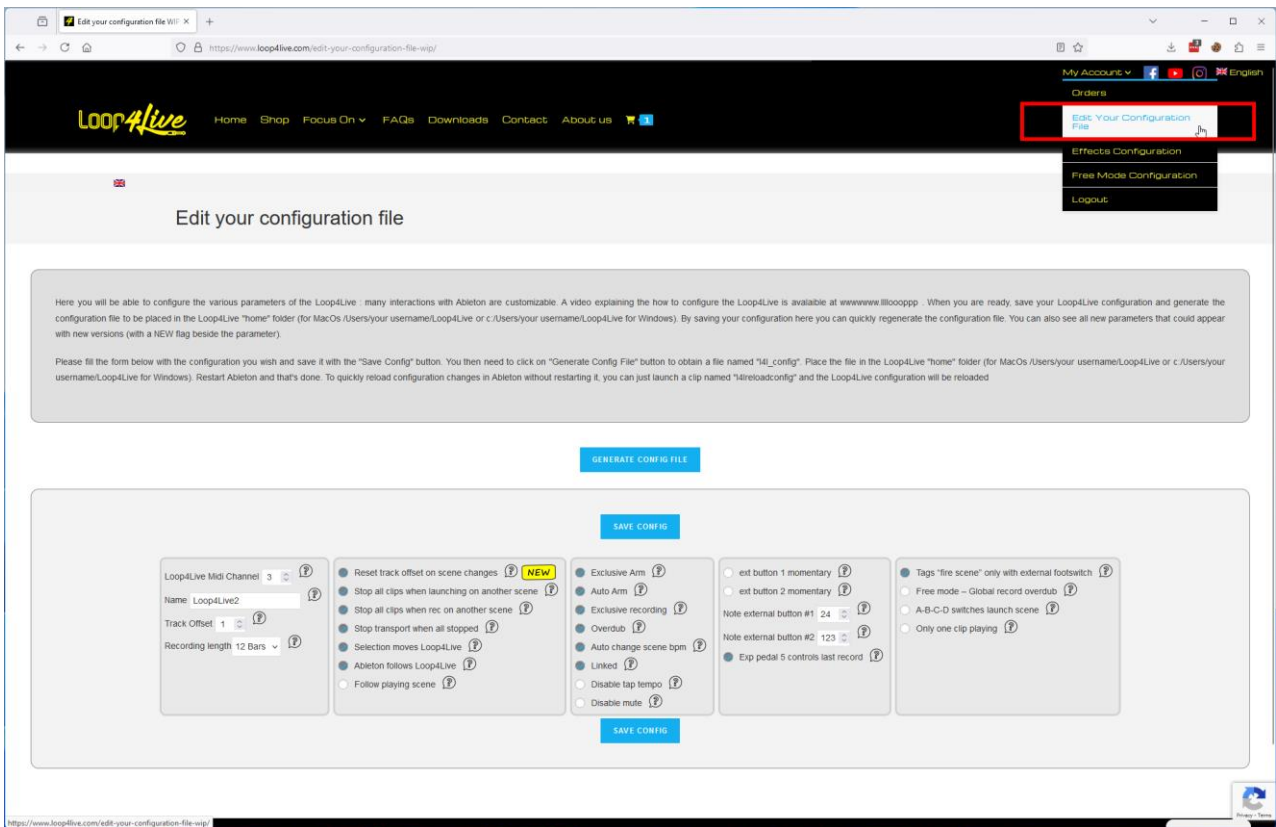 Edit your configuration file WIP
https://www.loop4live.com/edit-your-configuration-file-wip/
3
My Account
English
Loop4Live
Home Shop Focus On FAQs Downloads Contact About us 1
Orders
Edit Your Configuration
File
Effects Configuration
Free Mode Configuration
Logout
Edit your configuration file
Here you will be able to configure the various parameters of the Loop4Live : many interactions with Ableton are customizable. A video explaining the how to configure the Loop4Live is avalaible at wwwwwww.llloooppp . When you are ready, save your Loop4Live configuration and generate the
configuration file to be placed in the Loop4Live "home" folder (for MacOs /Users/your username/Loop4Live or c:/Users/your username/Loop4Live for Windows). By saving your configuration here you can quickly regenerate the configuration file. You can also see all new parameters that could appear
with new versions (with a NEW flag beside the parameter).
Please fill the form below with the configuration you wish and save it with the "Save Config" button. You then need to click on "Generate Config File" button to obtain a file named "l4l_config". Place the file in the Loop4Live "home" folder (for MacOs /Users/your username/Loop4Live or c:/Users/your
username/Loop4Live for Windows). Restart Ableton and that's done. To quickly reload configuration changes in Ableton without restarting it, you can just launch a clip named "l4lreloadconfig" and the Loop4Live configuration will be reloaded
GENERATE CONFIG FILE
SAVE CONFIG
Loop4Live Midi Channel 3 ?
Name Loop4Live2 ?
Track Offset 1 ?
Recording length 12 Bars ?
Reset track offset on scene changes ? NEW
Stop all clips when launching on another scene ?
Stop all clips when rec on another scene ?
Stop transport when all stopped ?
Selection moves Loop4Live ?
Ableton follows Loop4Live ?
Follow playing scene ?
Exclusive Arm ?
Auto Arm ?
Exclusive recording ?
Overdub ?
Auto change scene bpm ?
Linked ?
Disable tap tempo ?
Disable mute ?
ext button 1 momentary ?
ext button 2 momentary ?
Note external button #1 24 ?
Note external button #2 123 ?
Exp pedal 5 controls last record ?
Tags "fire scene" only with external footswitch ?
Free mode – Global record overdub ?
A-B-C-D switches launch scene ?
Only one clip playing ?
SAVE CONFIG
Privacy - Terms
https://www.loop4live.com/edit-your-configuration-file-wip/